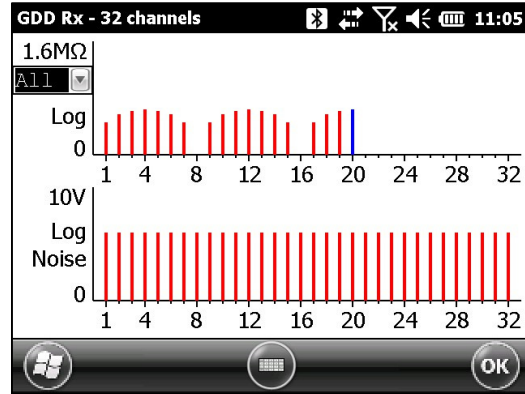 GDD Rx - 32 channels 11:05
1.6MΩ
All
Log
0
1 4 8 12 16 20 24 28 32
10V
Log
Noise
0
1 4 8 12 16 20 24 28 32
OK